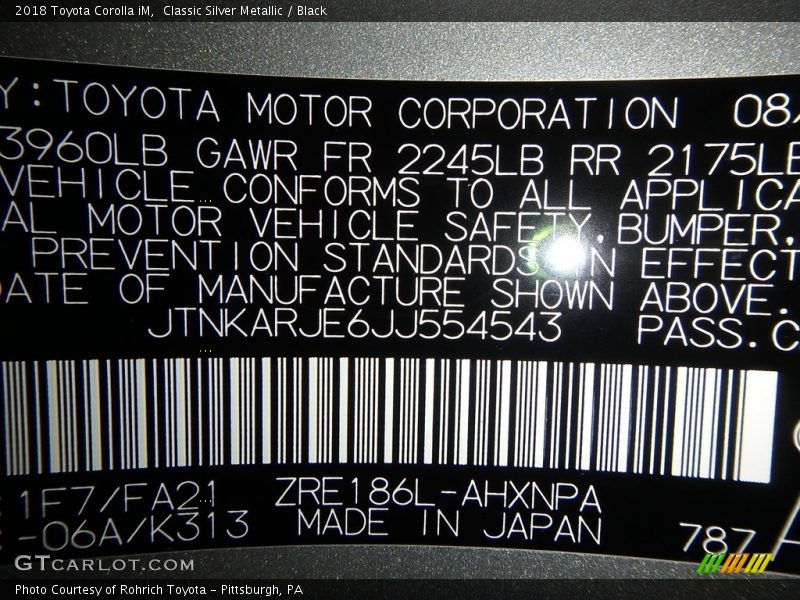 2018 Toyota Corolla iM, Classic Silver Metallic / Black
Y:TOYOTA MOTOR CORPORATION 08/
3960LB GAWR FR 2245LB RR 2175LB
VEHICLE CONFORMS TO ALL APPLICA
AL MOTOR VEHICLE SAFETY, BUMPER,
PREVENTION STANDARDS IN EFFECT
DATE OF MANUFACTURE SHOWN ABOVE.
JTNKARJE6JJ554543 PASS.C
1F7/FA21 ZRE186L-AHXNPA
-06A/K313 MADE IN JAPAN 787
GTCARLOT.COM
Photo Courtesy of Rohrich Toyota - Pittsburgh, PA